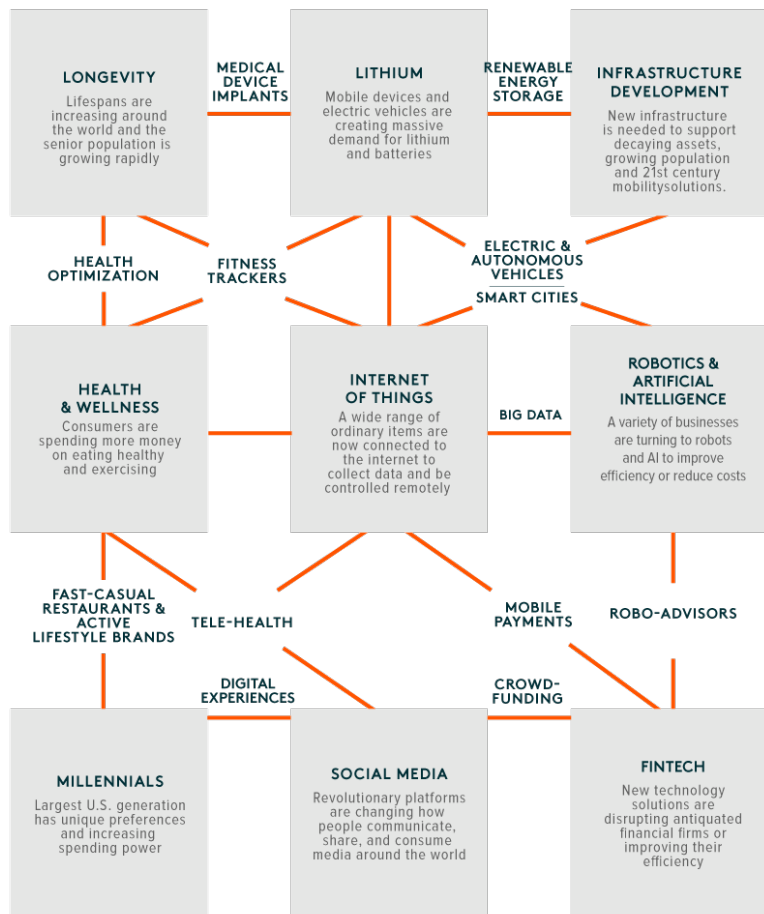 LONGEVITY
Lifespans are
increasing around
the world and the
senior population is
growing rapidly
MEDICAL
DEVICE
IMPLANTS
LITHIUM
Mobile devices and
electric vehicles are
creating massive
demand for lithium
and batteries
RENEWABLE
ENERGY
STORAGE
INFRASTRUCTURE
DEVELOPMENT
New infrastructure
is needed to support
decaying assets,
growing population
and 21st century
mobilitysolutions.
HEALTH
OPTIMIZATION
FITNESS
TRACKERS
ELECTRIC &
AUTONOMOUS
VEHICLES
SMART CITIES
HEALTH
& WELLNESS
Consumers are
spending more money
on eating healthy
and exercising
INTERNET
OF THINGS
A wide range of
ordinary items are
now connected to
the internet to
collect data and be
controlled remotely
BIG DATA
ROBOTICS &
ARTIFICIAL
INTELLIGENCE
A variety of businesses
are turning to robots
and AI to improve
efficiency or reduce costs
FAST-CASUAL
RESTAURANTS &
ACTIVE
LIFESTYLE BRANDS
TELE-HEALTH
MOBILE
PAYMENTS
ROBO-ADVISORS
DIGITAL
EXPERIENCES
CROWD-
FUNDING
MILLENNIALS
Largest U.S. generation
has unique preferences
and increasing
spending power
SOCIAL MEDIA
Revolutionary platforms
are changing how
people communicate,
share, and consume
media around the world
FINTECH
New technology
solutions are
disrupting antiquated
financial firms or
improving their
efficiency